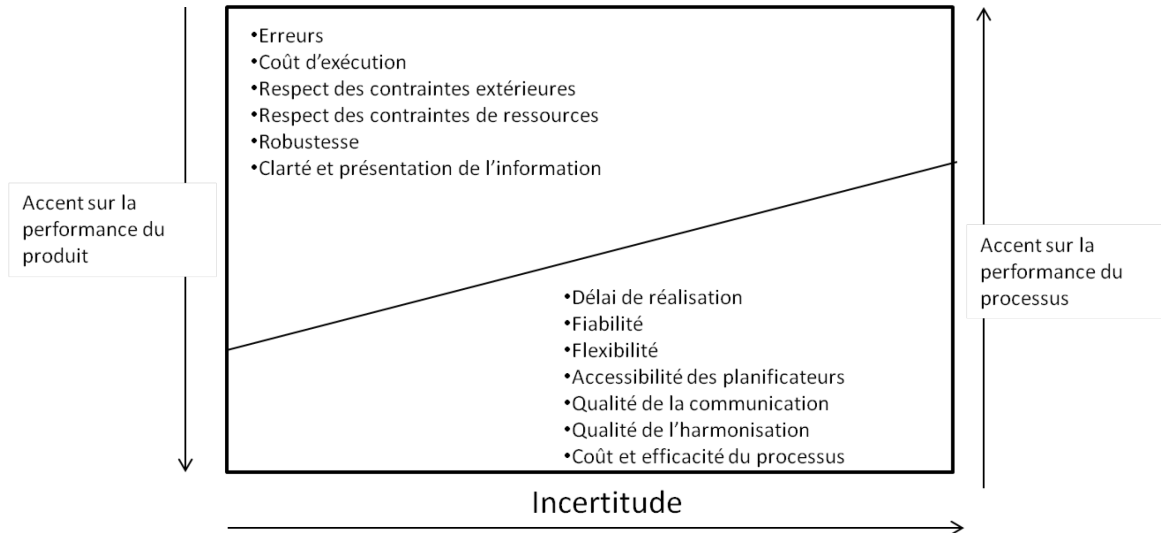 •Erreurs
•Coût d’exécution
•Respect des contraintes extérieures
•Respect des contraintes de ressources
•Robustesse
•Clarté et présentation de l’information
Accent sur la
performance du
produit
Accent sur la
performance du
processus
•Délai de réalisation
•Fiabilité
•Flexibilité
•Accessibilité des planificateurs
•Qualité de la communication
•Qualité de l’harmonisation
•Coût et efficacité du processus
Incertitude